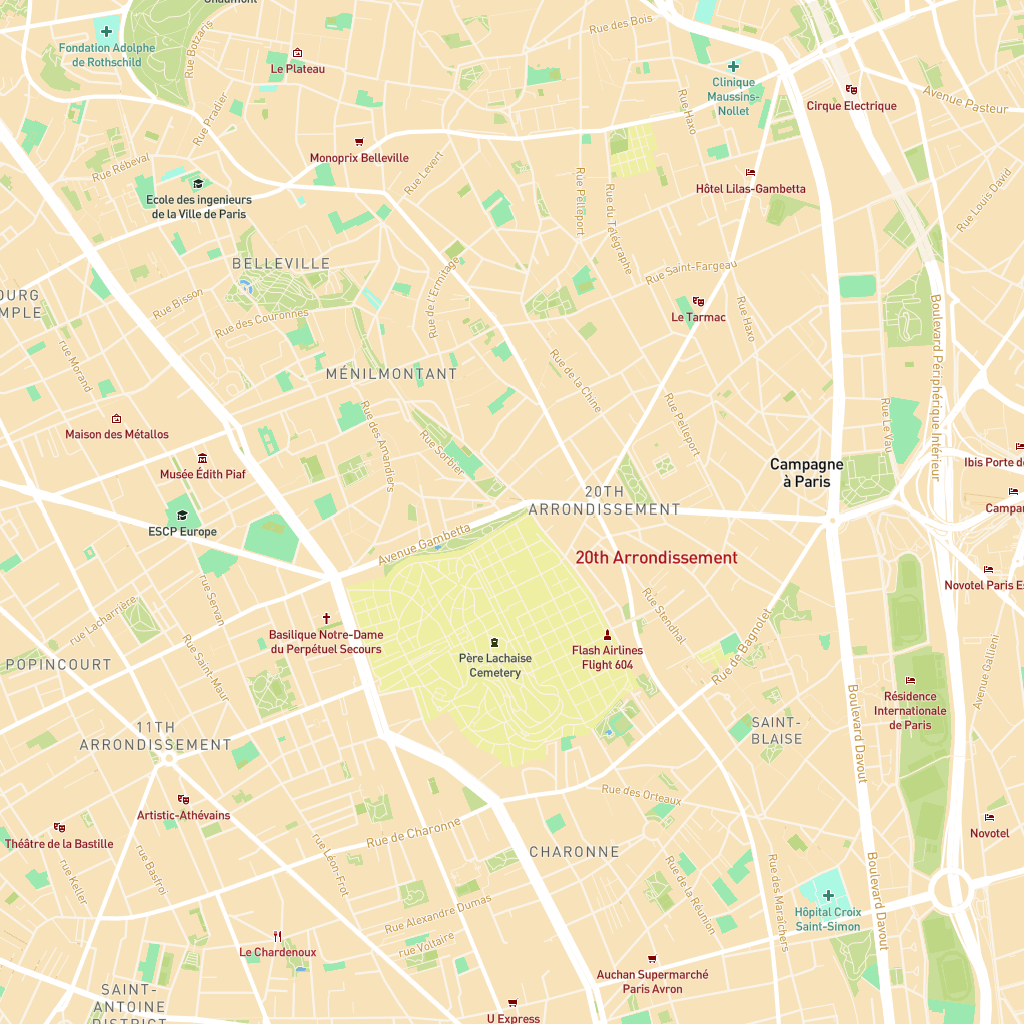 Chaumont
Rue des Bois
Fondation Adolphe
de Rothschild
Rue Botzaris
Le Plateau
Clinique
Maussins-
Nollet
Cirque Electrique
Avenue Pasteur
Rue Pradier
Rue Haxo
Monoprix Belleville
Rue Rébeval
Rue Levert
Ecole des ingenieurs
de la Ville de Paris
Rue Pelleport
Rue du Télégraphe
Hôtel Lilas-Gambetta
Rue Louis David
BELLEVILLE
Rue de l'Ermitage
Rue Saint-Fargeau
OURG
MPLE
Rue Bisson
Rue des Couronnes
Le Tarmac
Rue Haxo
Boulevard Périphérique Intérieur
rue Morand
MÉNILMONTANT
Rue de la Chine
Rue Pelleport
Rue Le Vau
Maison des Métallos
Rue des Amandiers
Rue Sorbier
Musée Édith Piaf
Campagne
à Paris
Ibis Porte de
20TH
ARRONDISSEMENT
Campan
ESCP Europe
Avenue Gambetta
20th Arrondissement
Novotel Paris Es
rue Lacharrière
rue Servan
Rue Stendhal
Rue de Bagnolet
Basilique Notre-Dame
du Perpétuel Secours
Père Lachaise
Cemetery
Flash Airlines
Flight 604
Avenue Gallieni
POPINCOURT
Rue Saint-Maur
Résidence
Internationale
de Paris
11TH
ARRONDISSEMENT
SAINT-
BLAISE
Boulevard Davout
Rue des Orteaux
Artistic-Athévains
Théâtre de la Bastille
Rue de Charonne
Novotel
rue Keller
rue Basfroi
rue Léon-Frot
CHARONNE
Rue de la Réunion
Rue des Maraîchers
Boulevard Davout
Rue Alexandre Dumas
Hôpital Croix
Saint-Simon
Le Chardenoux
rue Voltaire
Auchan Supermarché
Paris Avron
SAINT-
ANTOINE
DISTRICT
U Express